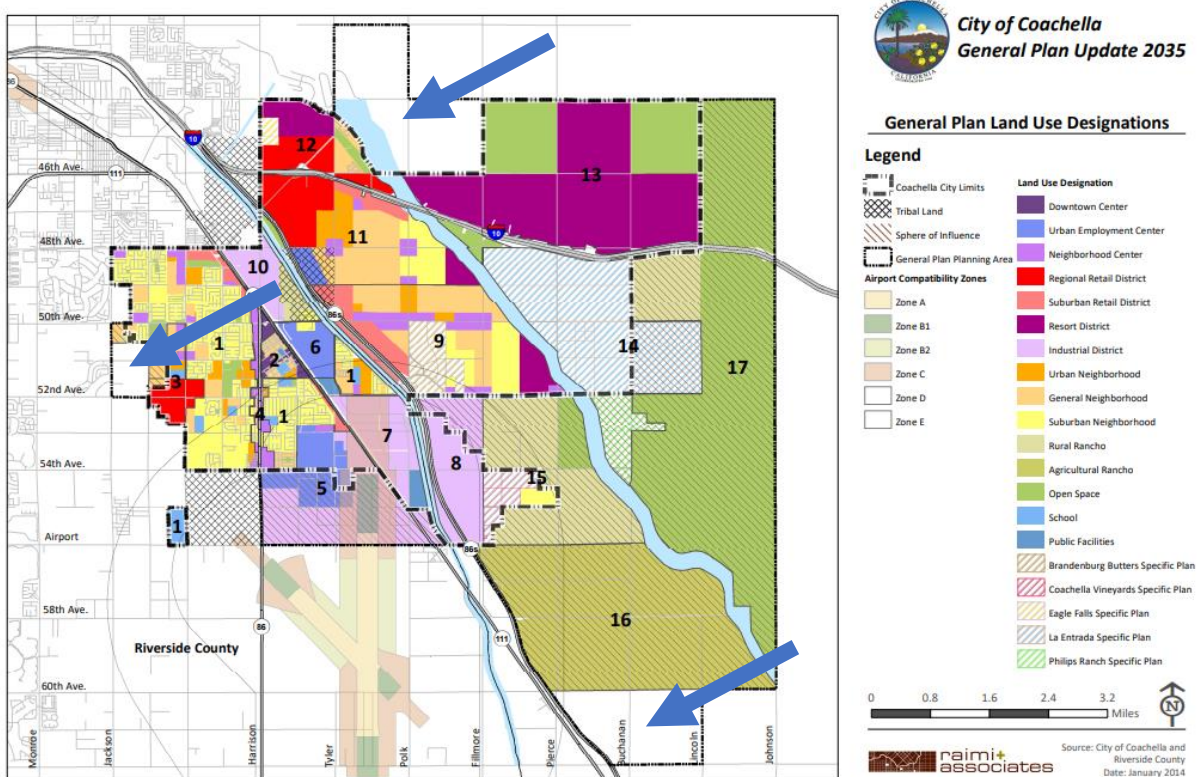 CITY OF COACHELLA
CALIFORNIA
City of Coachella
General Plan Update 2035
General Plan Land Use Designations
Legend
Coachella City Limits
Tribal Land
Sphere of Influence
General Plan Planning Area
Airport Compatibility Zones
Zone A
Zone B1
Zone B2
Zone C
Zone D
Zone E
Land Use Designation
Downtown Center
Urban Employment Center
Neighborhood Center
Regional Retail District
Suburban Retail District
Resort District
Industrial District
Urban Neighborhood
General Neighborhood
Suburban Neighborhood
Rural Rancho
Agricultural Rancho
Open Space
School
Public Facilities
Brandenburg Butters Specific Plan
Coachella Vineyards Specific Plan
Eagle Falls Specific Plan
La Entrada Specific Plan
Philips Ranch Specific Plan
0 0.8 1.6 2.4 3.2
Miles
N
raimi+
associates
Source: City of Coachella and
Riverside County
Date: January 2014
86
10
12
46th Ave.
111
13
10
11
48th Ave.
10
50th Ave.
86s
1
2
6
9
14
17
3
1
52nd Ave.
4
1
7
54th Ave.
8
5
15
1
Airport
86s
58th Ave.
16
86
111
Riverside County
60th Ave.
Monroe
Jackson
Harrison
Tyler
Polk
Fillmore
Pierce
Buchanan
Lincoln
Johnson